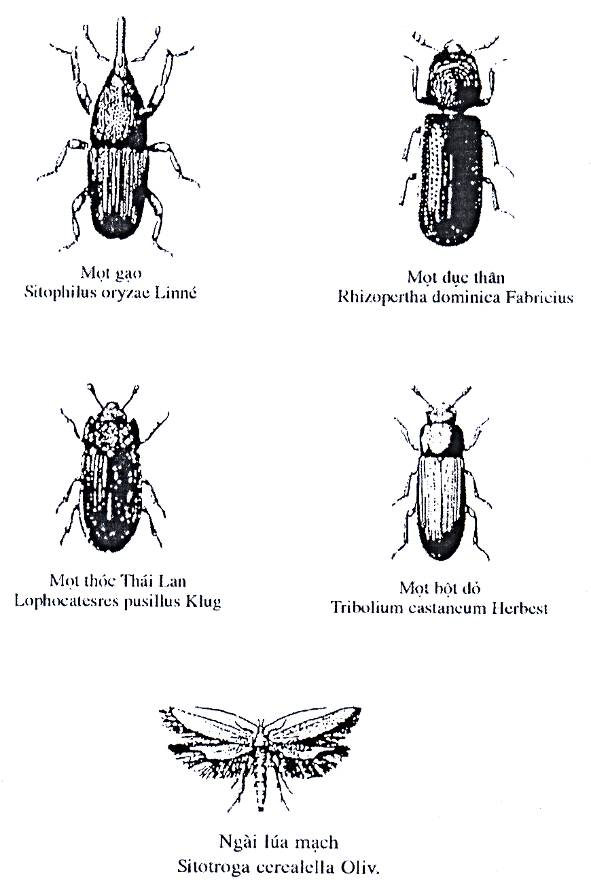 Mọt gạo
Sitophilus oryzae Linné
Mọt đục thân
Rhizopertha dominica Fabricius
Mọt thóc Thái Lan
Lophocatesres pusillus Klug
Mọt bột đỏ
Tribolium castaneum Herbest
Ngài lúa mạch
Sitotroga cerealella Oliv.